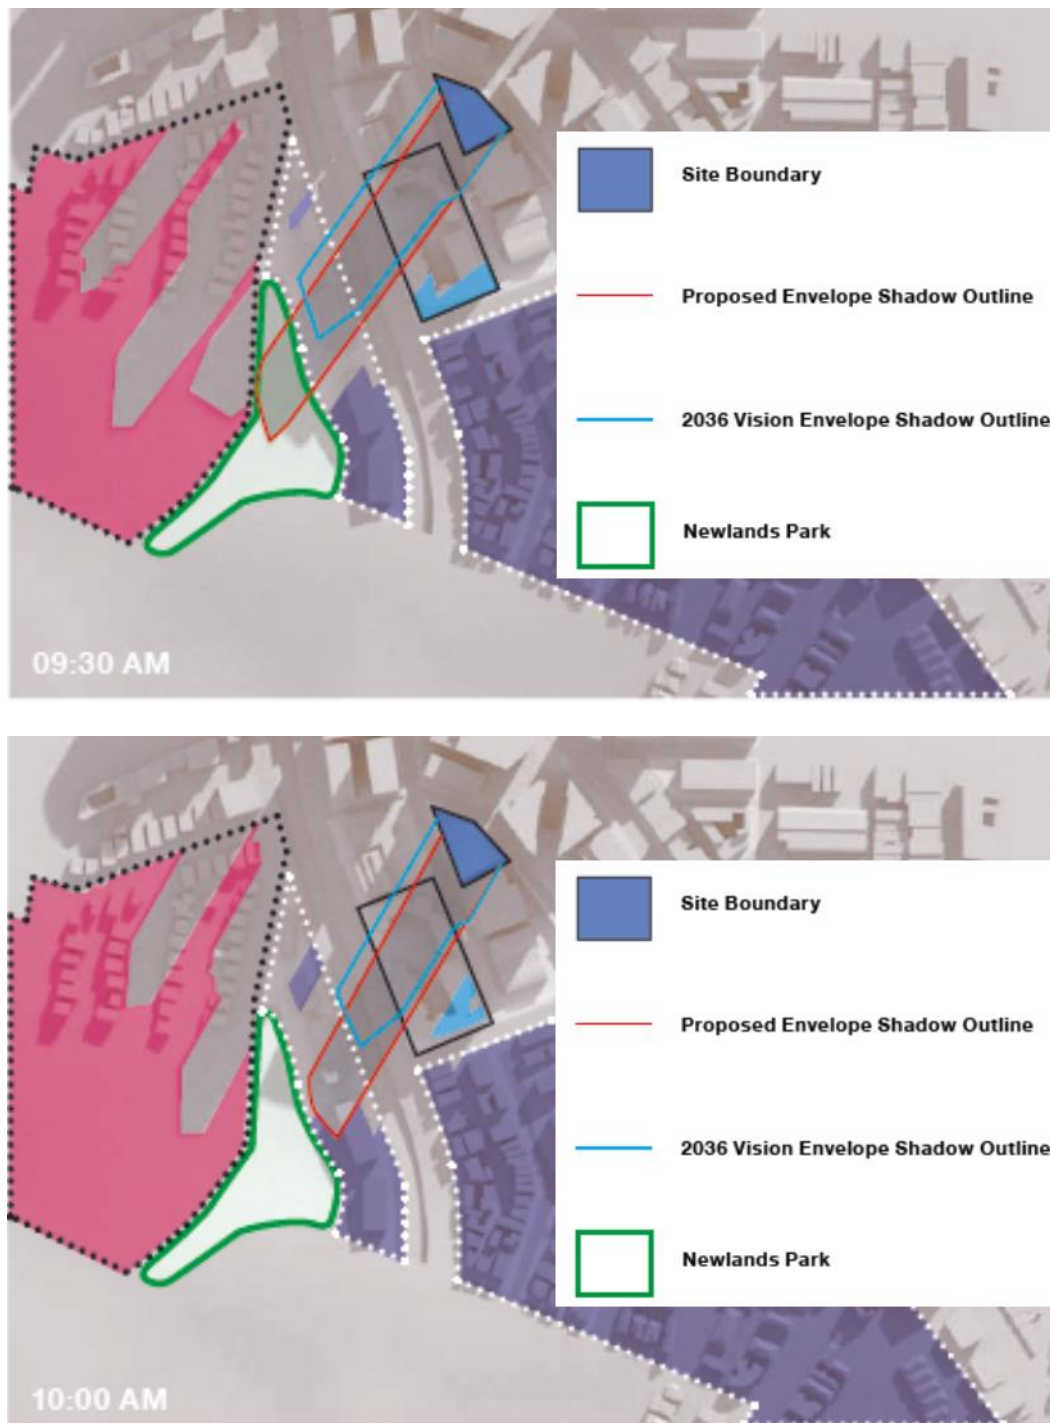 Site Boundary
Proposed Envelope Shadow Outline
2036 Vision Envelope Shadow Outline
Newlands Park
09:30 AM
Site Boundary
Proposed Envelope Shadow Outline
2036 Vision Envelope Shadow Outline
Newlands Park
10:00 AM